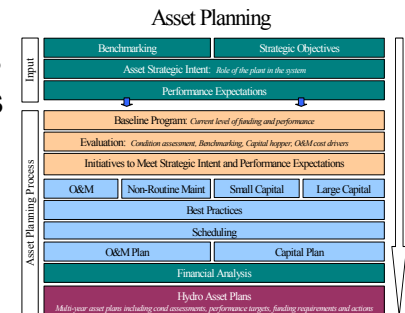 Asset Planning
Input
Benchmarking
Strategic Objectives
Asset Strategic Intent: Role of the plant in the system
Performance Expectations
Asset Planning Process
Baseline Program: Current level of funding and performance
Evaluation: Condition assessment, Benchmarking, Capital hopper, O&M cost drivers
Initiatives to Meet Strategic Intent and Performance Expectations
O&M
Non-Routine Maint
Small Capital
Large Capital
Best Practices
Scheduling
O&M Plan
Capital Plan
Financial Analysis
Hydro Asset Plans
Multi-year asset plans including cond assessments, performance targets, funding requirements and actions
s